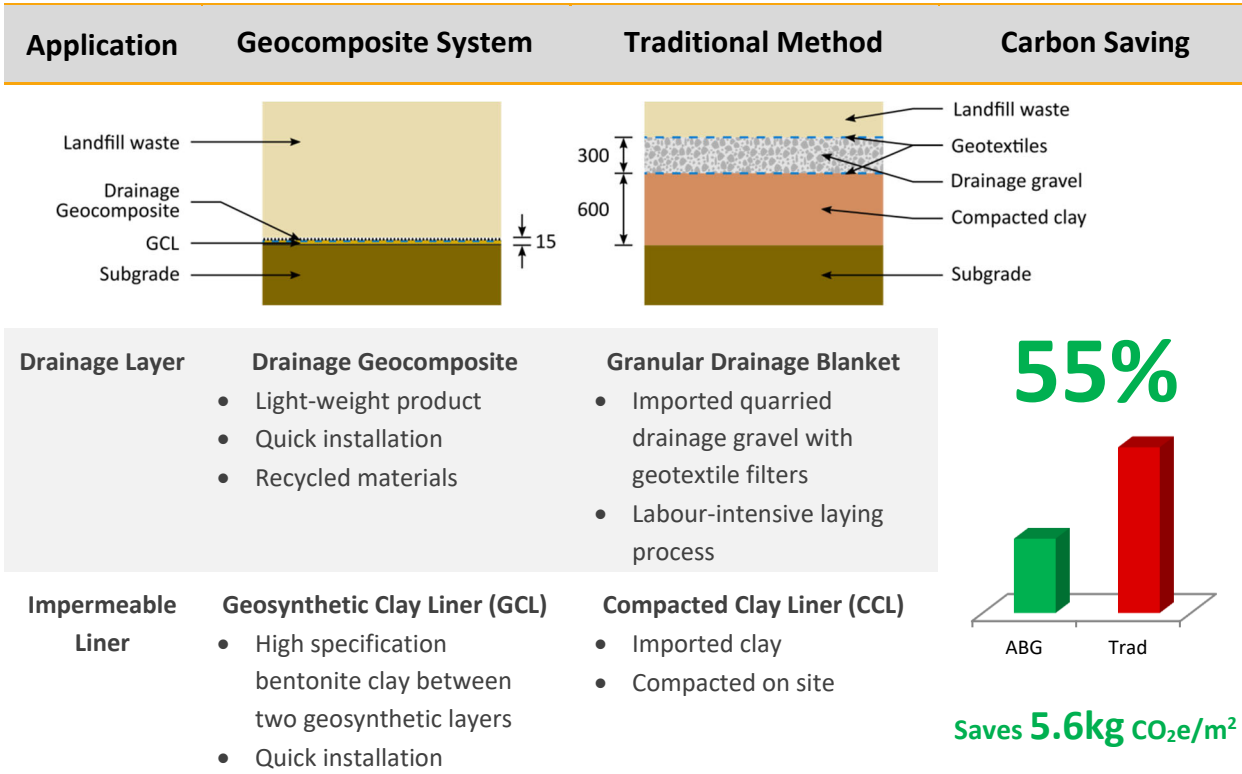 Application
Geocomposite System
Traditional Method
Carbon Saving
Landfill waste
Drainage
Geocomposite
GCL
Subgrade
15
300
600
Landfill waste
Geotextiles
Drainage gravel
Compacted clay
Subgrade
Drainage Layer
Drainage Geocomposite
• Light-weight product
• Quick installation
• Recycled materials
Granular Drainage Blanket
• Imported quarried
drainage gravel with
geotextile filters
• Labour-intensive laying
process
55%
Impermeable
Liner
Geosynthetic Clay Liner (GCL)
• High specification
bentonite clay between
two geosynthetic layers
• Quick installation
Compacted Clay Liner (CCL)
• Imported clay
• Compacted on site
ABG
Trad
Saves 5.6kg CO₂e/m²